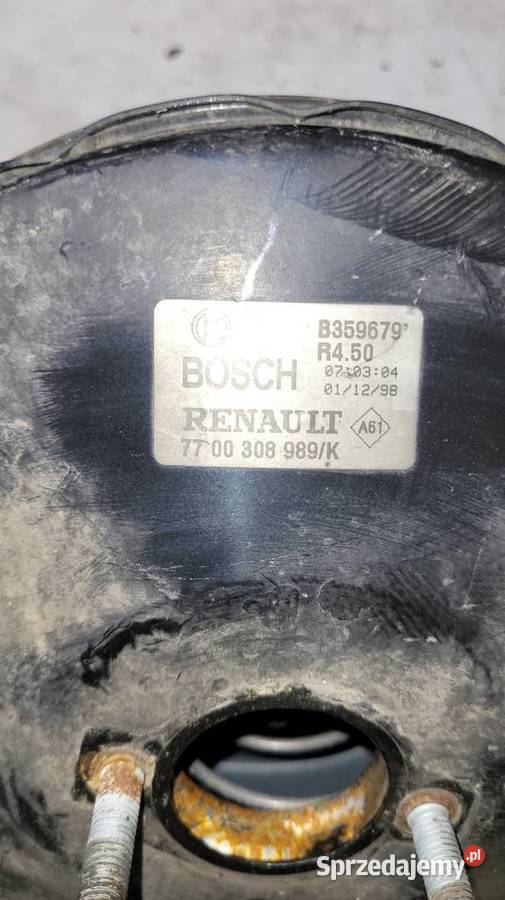 BOSCH
B359679
R4.50
07:03:04
01/12/98
RENAULT
A61
77 00 308 989/K
Sprzedajemy.pl